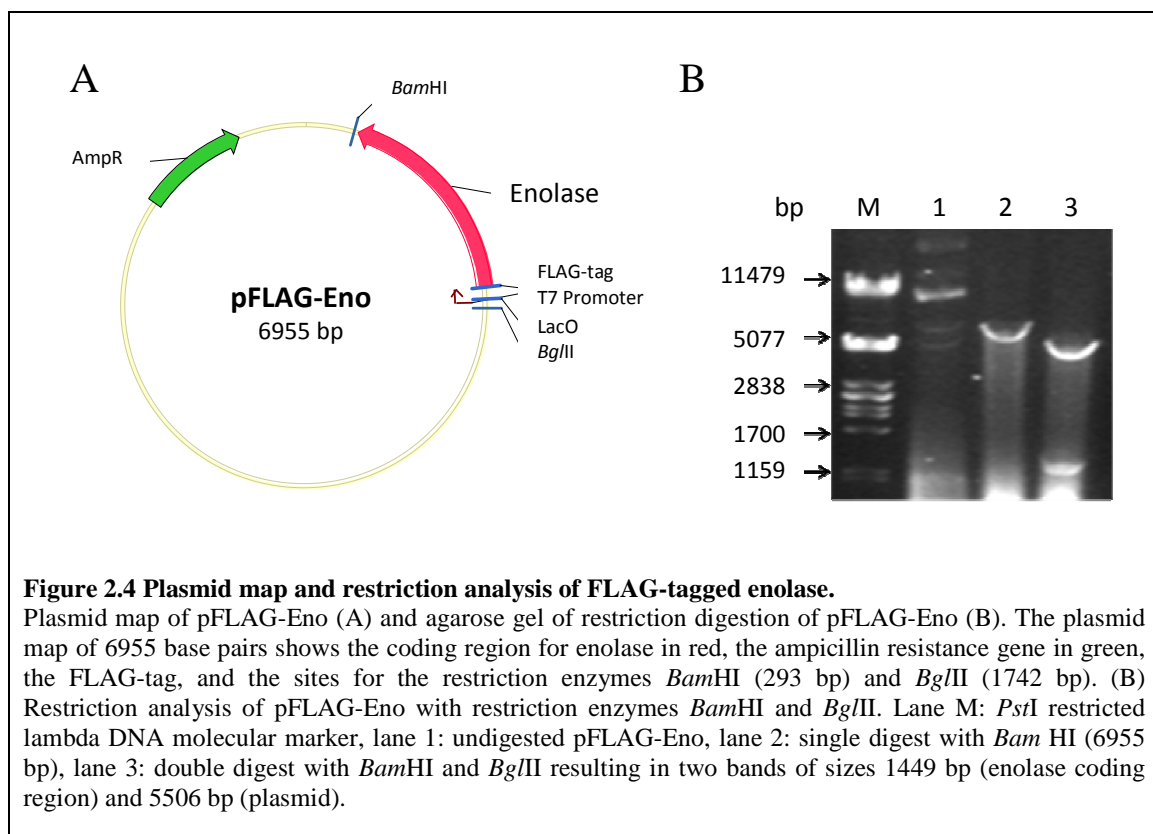 A
BamHI
AmpR
Enolase
pFLAG-Eno
6955 bp
FLAG-tag
T7 Promoter
LacO
BglII
B
bp M 1 2 3
11479
5077
2838
1700
1159
Figure 2.4 Plasmid map and restriction analysis of FLAG-tagged enolase.
Plasmid map of pFLAG-Eno (A) and agarose gel of restriction digestion of pFLAG-Eno (B). The plasmid
map of 6955 base pairs shows the coding region for enolase in red, the ampicillin resistance gene in green,
the FLAG-tag, and the sites for the restriction enzymes BamHI (293 bp) and BglII (1742 bp). (B)
Restriction analysis of pFLAG-Eno with restriction enzymes BamHI and BglII. Lane M: PstI restricted
lambda DNA molecular marker, lane 1: undigested pFLAG-Eno, lane 2: single digest with Bam HI (6955
bp), lane 3: double digest with BamHI and BglII resulting in two bands of sizes 1449 bp (enolase coding
region) and 5506 bp (plasmid).